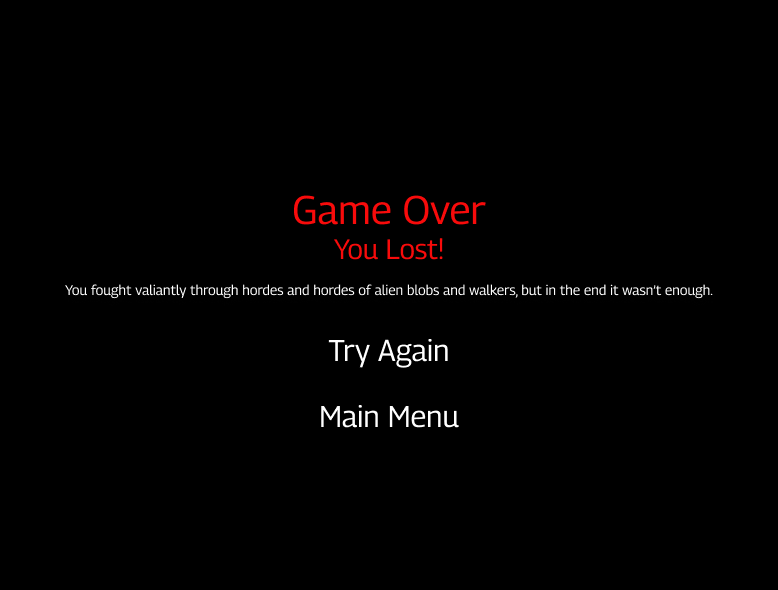 Game Over
You Lost!
You fought valiantly through hordes and hordes of alien blobs and walkers, but in the end it wasn't enough.
Try Again
Main Menu